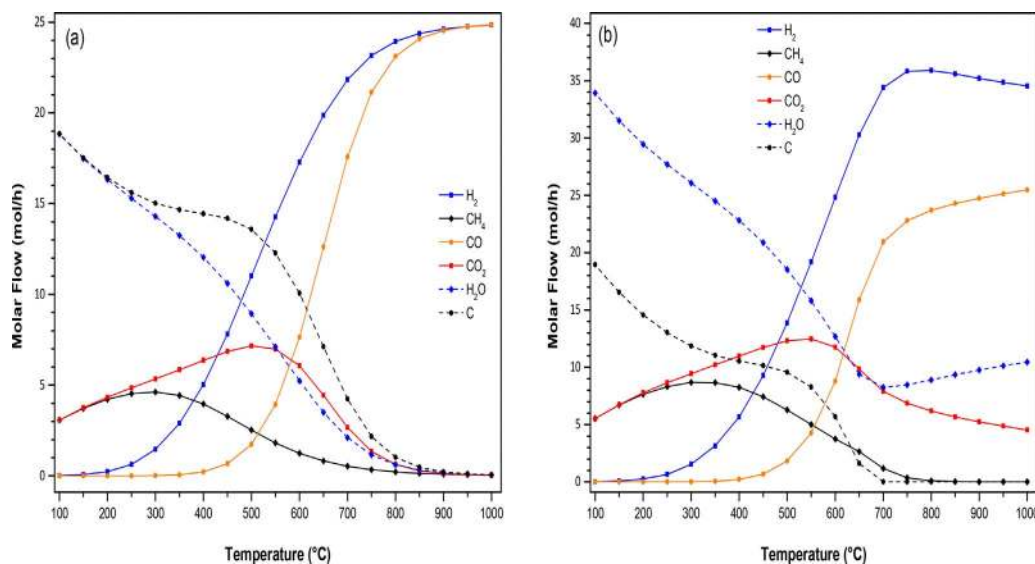 (a)
25
20
15
10
5
0
Molar Flow (mol/h)
H₂
CH₄
CO
CO₂
H₂O
C
100 200 300 400 500 600 700 800 900 1000
Temperature (°C)
(b)
40
35
30
25
20
15
10
5
0
Molar Flow (mol/h)
H₂
CH₄
CO
CO₂
H₂O
C
100 200 300 400 500 600 700 800 900 1000
Temperature (°C)